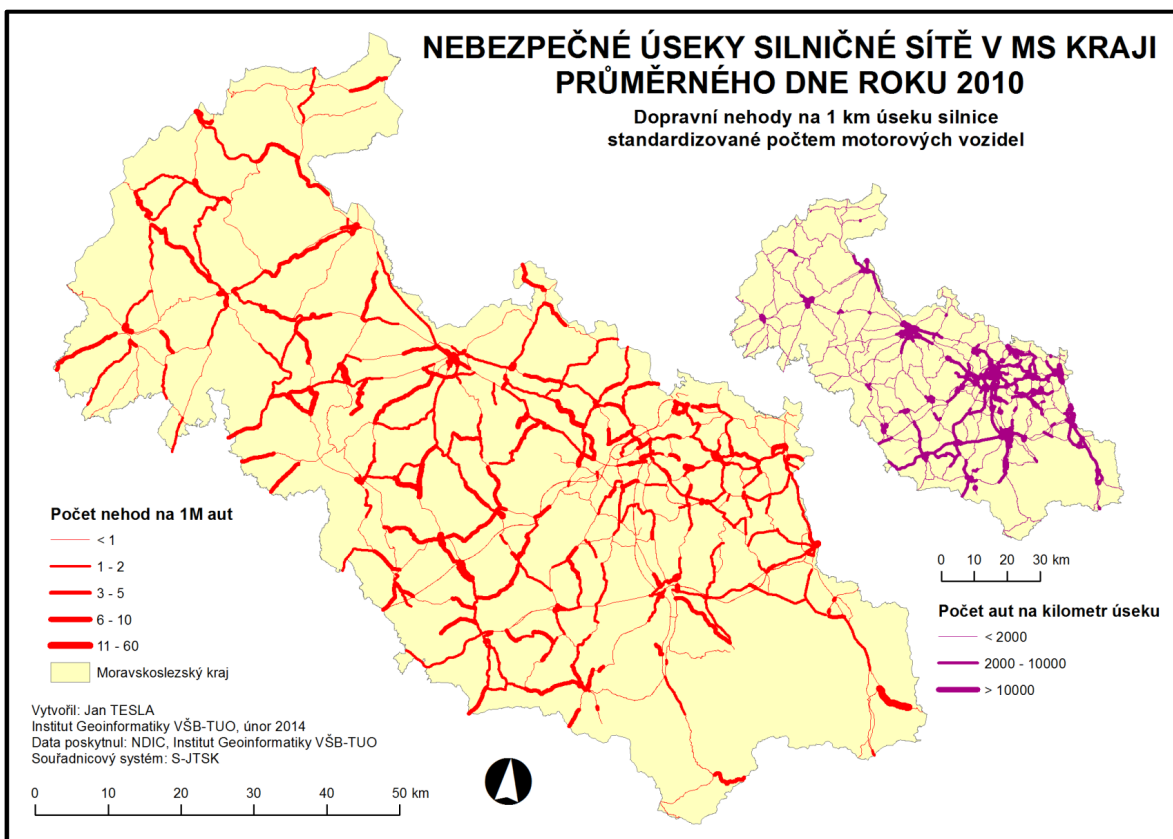 NEBEZPEČNÉ ÚSEKY SILNIČNÉ SÍTĚ V MS KRAJI
PRŮMĚRNÉHO DNE ROKU 2010
Dopravní nehody na 1 km úseku silnice
standardizované počtem motorových vozidel
Počet nehod na 1M aut
< 1
1 - 2
3 - 5
6 - 10
11 - 60
Moravskoslezský kraj
Vytvořil: Jan TESLA
Institut Geoinformatiky VŠB-TUO, únor 2014
Data poskytnul: NDIC, Institut Geoinformatiky VŠB-TUO
Souřadnicový systém: S-JTSK
0 10 20 30 40 50 km
0 10 20 30 km
Počet aut na kilometr úseku
< 2000
2000 - 10000
> 10000